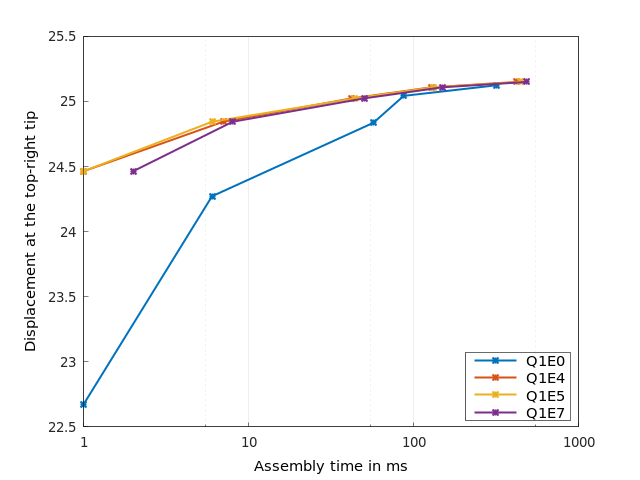 25.5
25
24.5
24
23.5
23
22.5
Displacement at the top-right tip
1
10
100
1000
Assembly time in ms
Q1E0
Q1E4
Q1E5
Q1E7